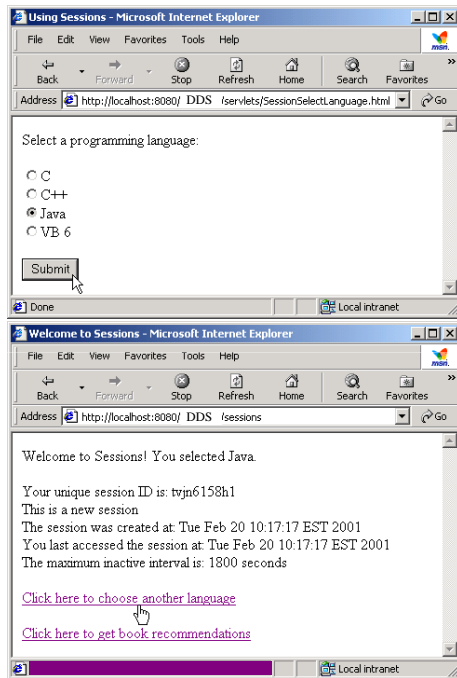 Using Sessions - Microsoft Internet Explorer
File Edit View Favorites Tools Help
msn.
Back Forward Stop Refresh Home Search Favorites »
Address http://localhost:8080/ DDS /servlets/SessionSelectLanguage.html Go
Select a programming language:
C
C++
Java
VB 6
Submit
Done Local intranet
Welcome to Sessions - Microsoft Internet Explorer
File Edit View Favorites Tools Help
msn.
Back Forward Stop Refresh Home Search Favorites »
Address http://localhost:8080/ DDS /sessions Go
Welcome to Sessions! You selected Java.
Your unique session ID is: tvjn6158h1
This is a new session
The session was created at: Tue Feb 20 10:17:17 EST 2001
You last accessed the session at: Tue Feb 20 10:17:17 EST 2001
The maximum inactive interval is: 1800 seconds
Click here to choose another language
Click here to get book recommendations
Local intranet